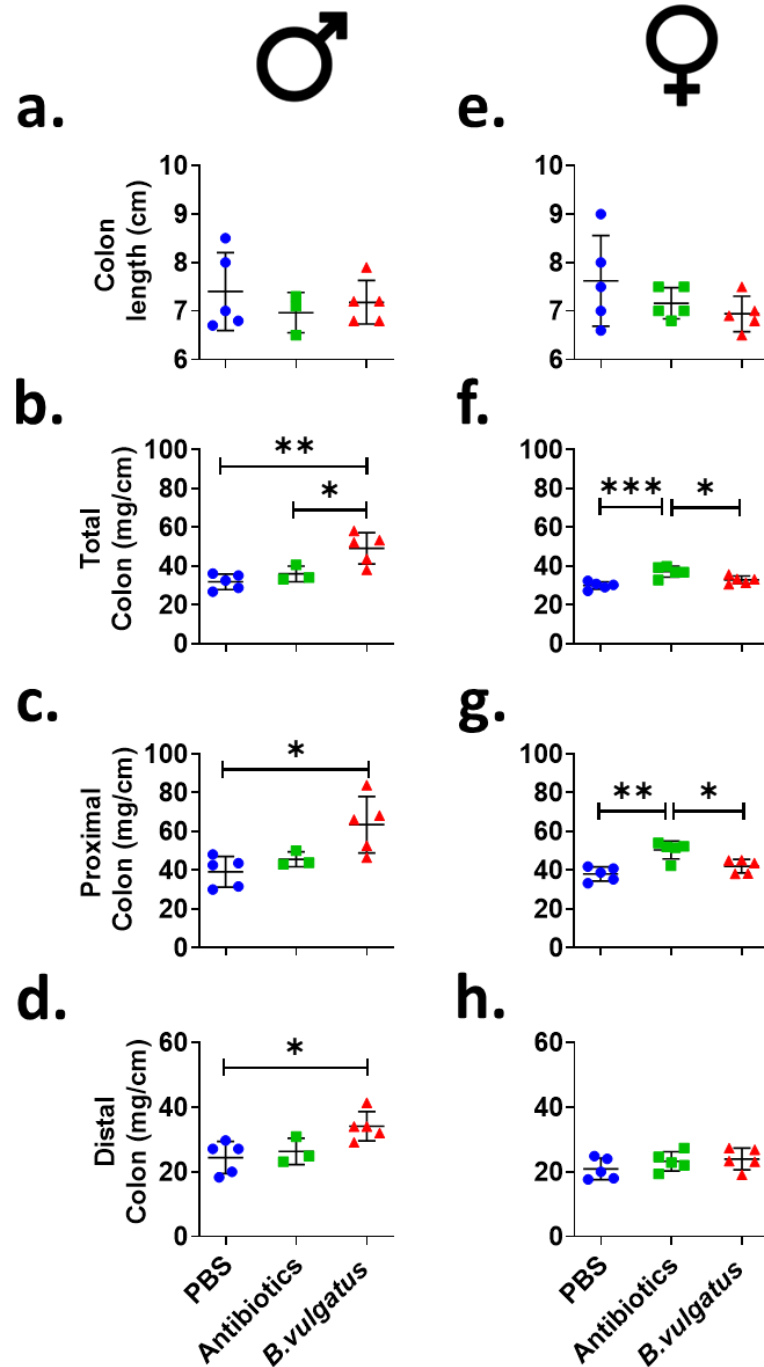 ♂ ♀
a. e.
Colon
length (cm)
10 10
9 9
8 8
7 7
6 6
b. f.
Total
Colon (mg/cm)
100 100
80 80
60 60
40 40
20 20
0 0
** *** *
*
c. g.
Proximal
Colon (mg/cm)
100 100
80 80
60 60
40 40
20 20
0 0
* ** *
d. h.
Distal
Colon (mg/cm)
60 60
40 40
20 20
0 0
*
PBS Antibiotics B.vulgatus PBS Antibiotics B.vulgatus